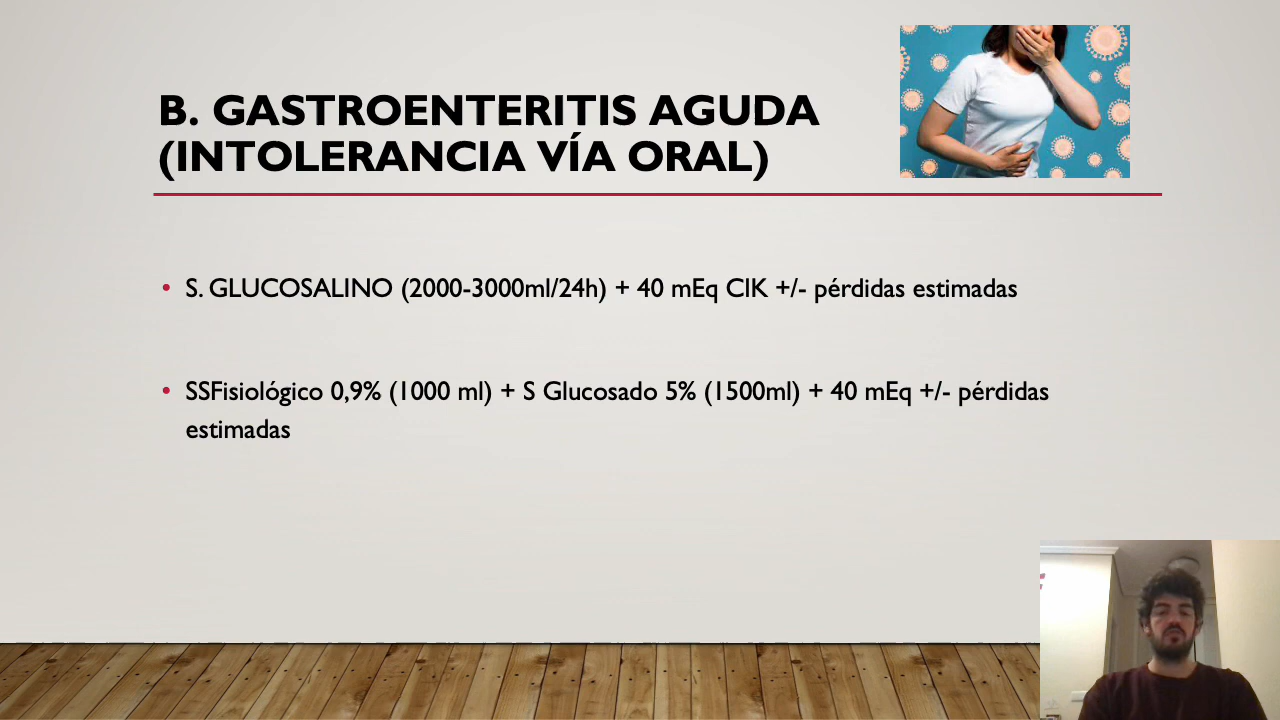 B. GASTROENTERITIS AGUDA
(INTOLERANCIA VÍA ORAL)
• S. GLUCOSALINO (2000-3000ml/24h) + 40 mEq ClK +/- pérdidas estimadas
• SSFisiológico 0,9% (1000 ml) + S Glucosado 5% (1500ml) + 40 mEq +/- pérdidas
estimadas